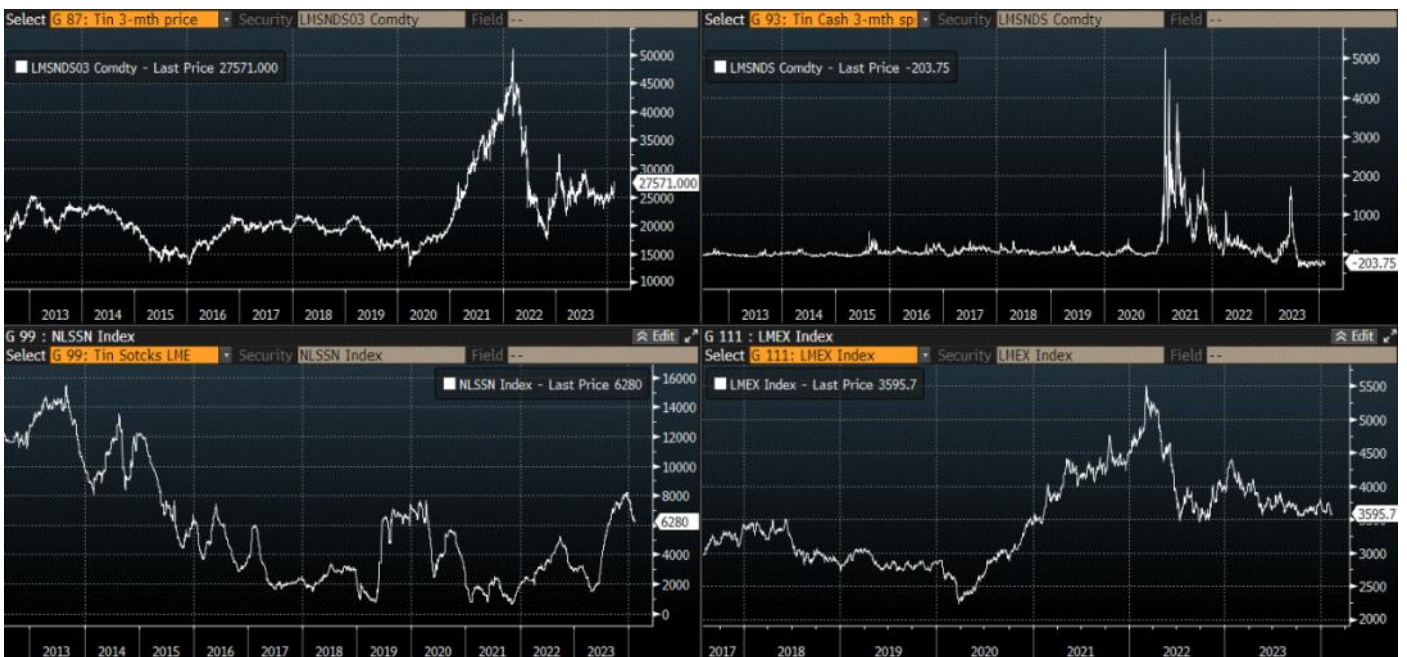 Select G 87: Tin 3-mth price Security LMSNDS03 Comdty Field --
LMSNDS03 Comdty - Last Price 27571.000
50000
45000
40000
35000
30000
27571.000
25000
20000
15000
10000
2013 2014 2015 2016 2017 2018 2019 2020 2021 2022 2023
Select G 93: Tin Cash 3-mth sp Security LMSNDS Comdty Field --
LMSNDS Comdty - Last Price -203.75
5000
4000
3000
2000
1000
0
-203.75
2013 2014 2015 2016 2017 2018 2019 2020 2021 2022 2023
G 99 : NLSSN Index Edit
Select G 99: Tin Sotcks LME Security NLSSN Index Field --
NLSSN Index - Last Price 6280
16000
14000
12000
10000
8000
6280
4000
2000
0
2013 2014 2015 2016 2017 2018 2019 2020 2021 2022 2023
G 111 : LMEX Index Edit
Select G 111: LMEX Index Security LMEX Index Field --
LMEX Index - Last Price 3595.7
5500
5000
4500
4000
3595.7
3000
2500
2000
2017 2018 2019 2020 2021 2022 2023